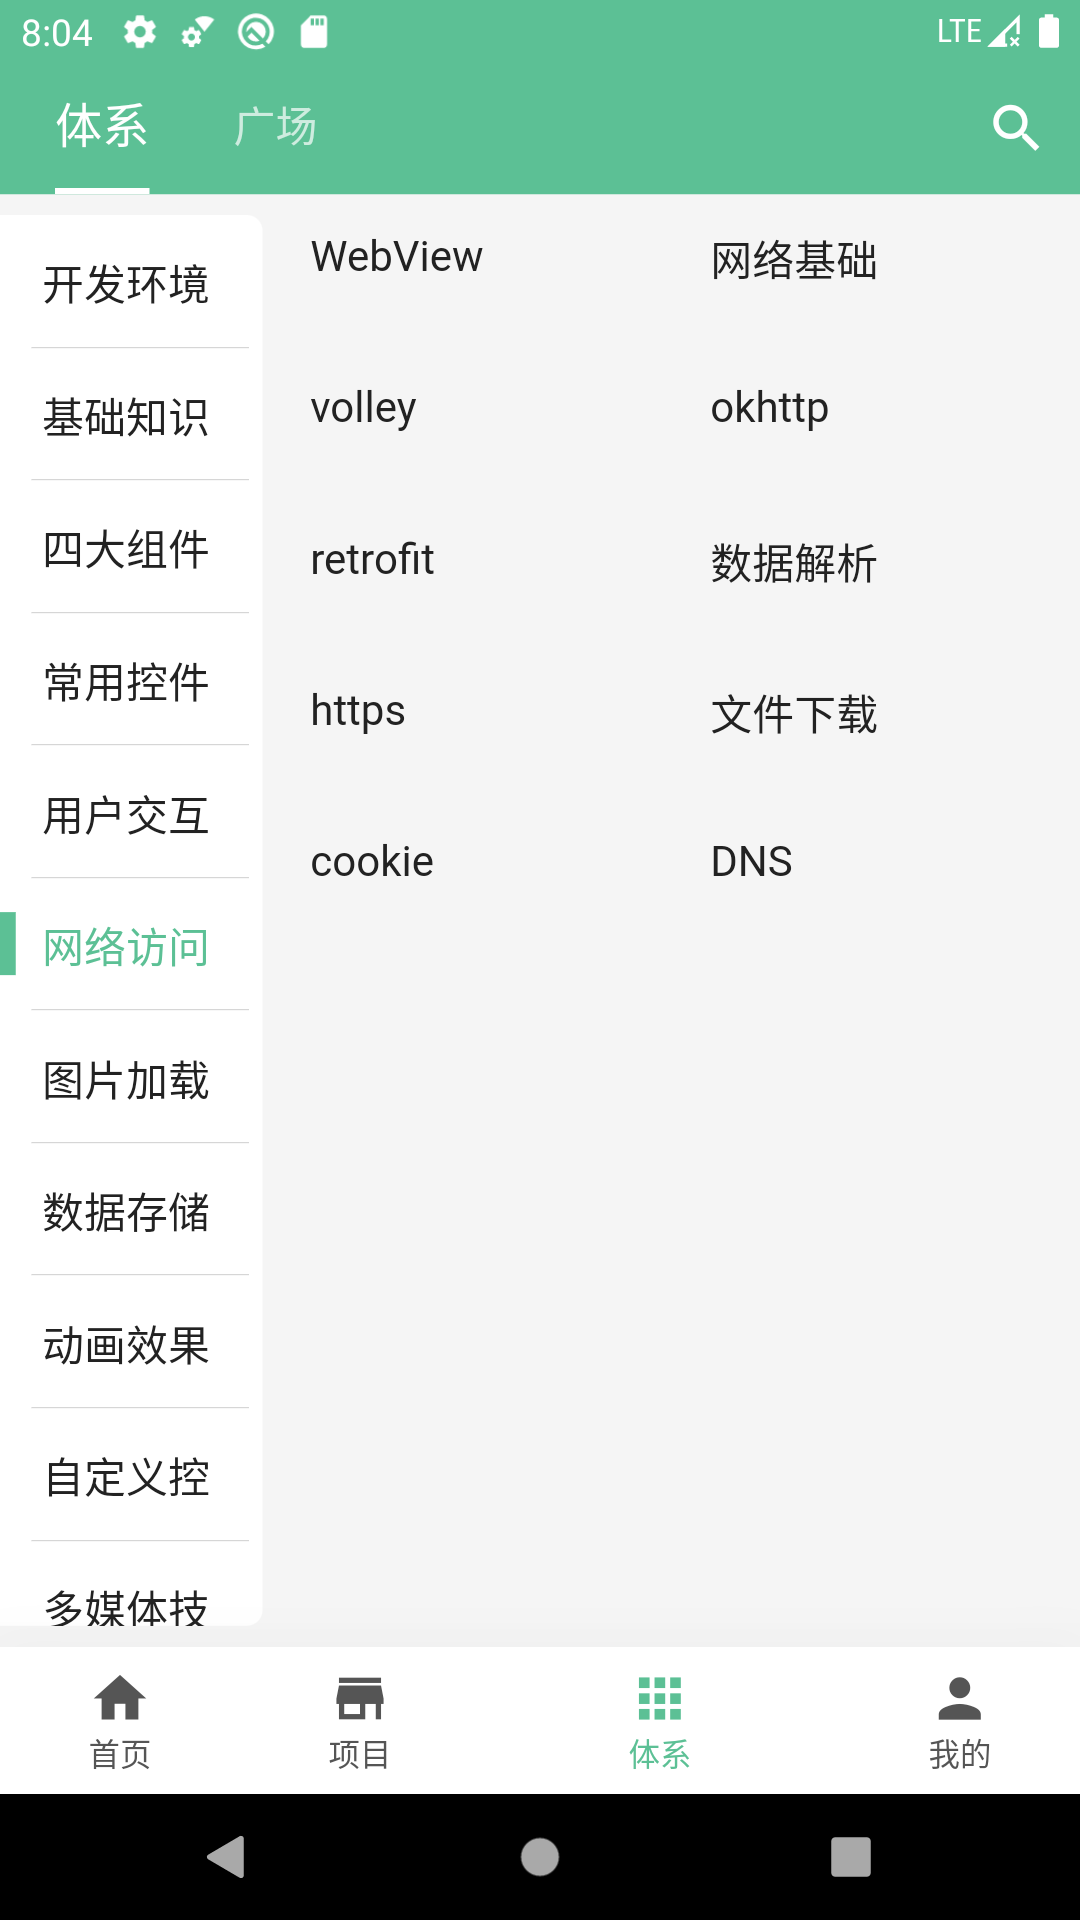 8:04 LTE
体系 广场
开发环境
基础知识
四大组件
常用控件
用户交互
网络访问
图片加载
数据存储
动画效果
自定义控
多媒体技
WebView 网络基础
volley okhttp
retrofit 数据解析
https 文件下载
cookie DNS
首页 项目 体系 我的